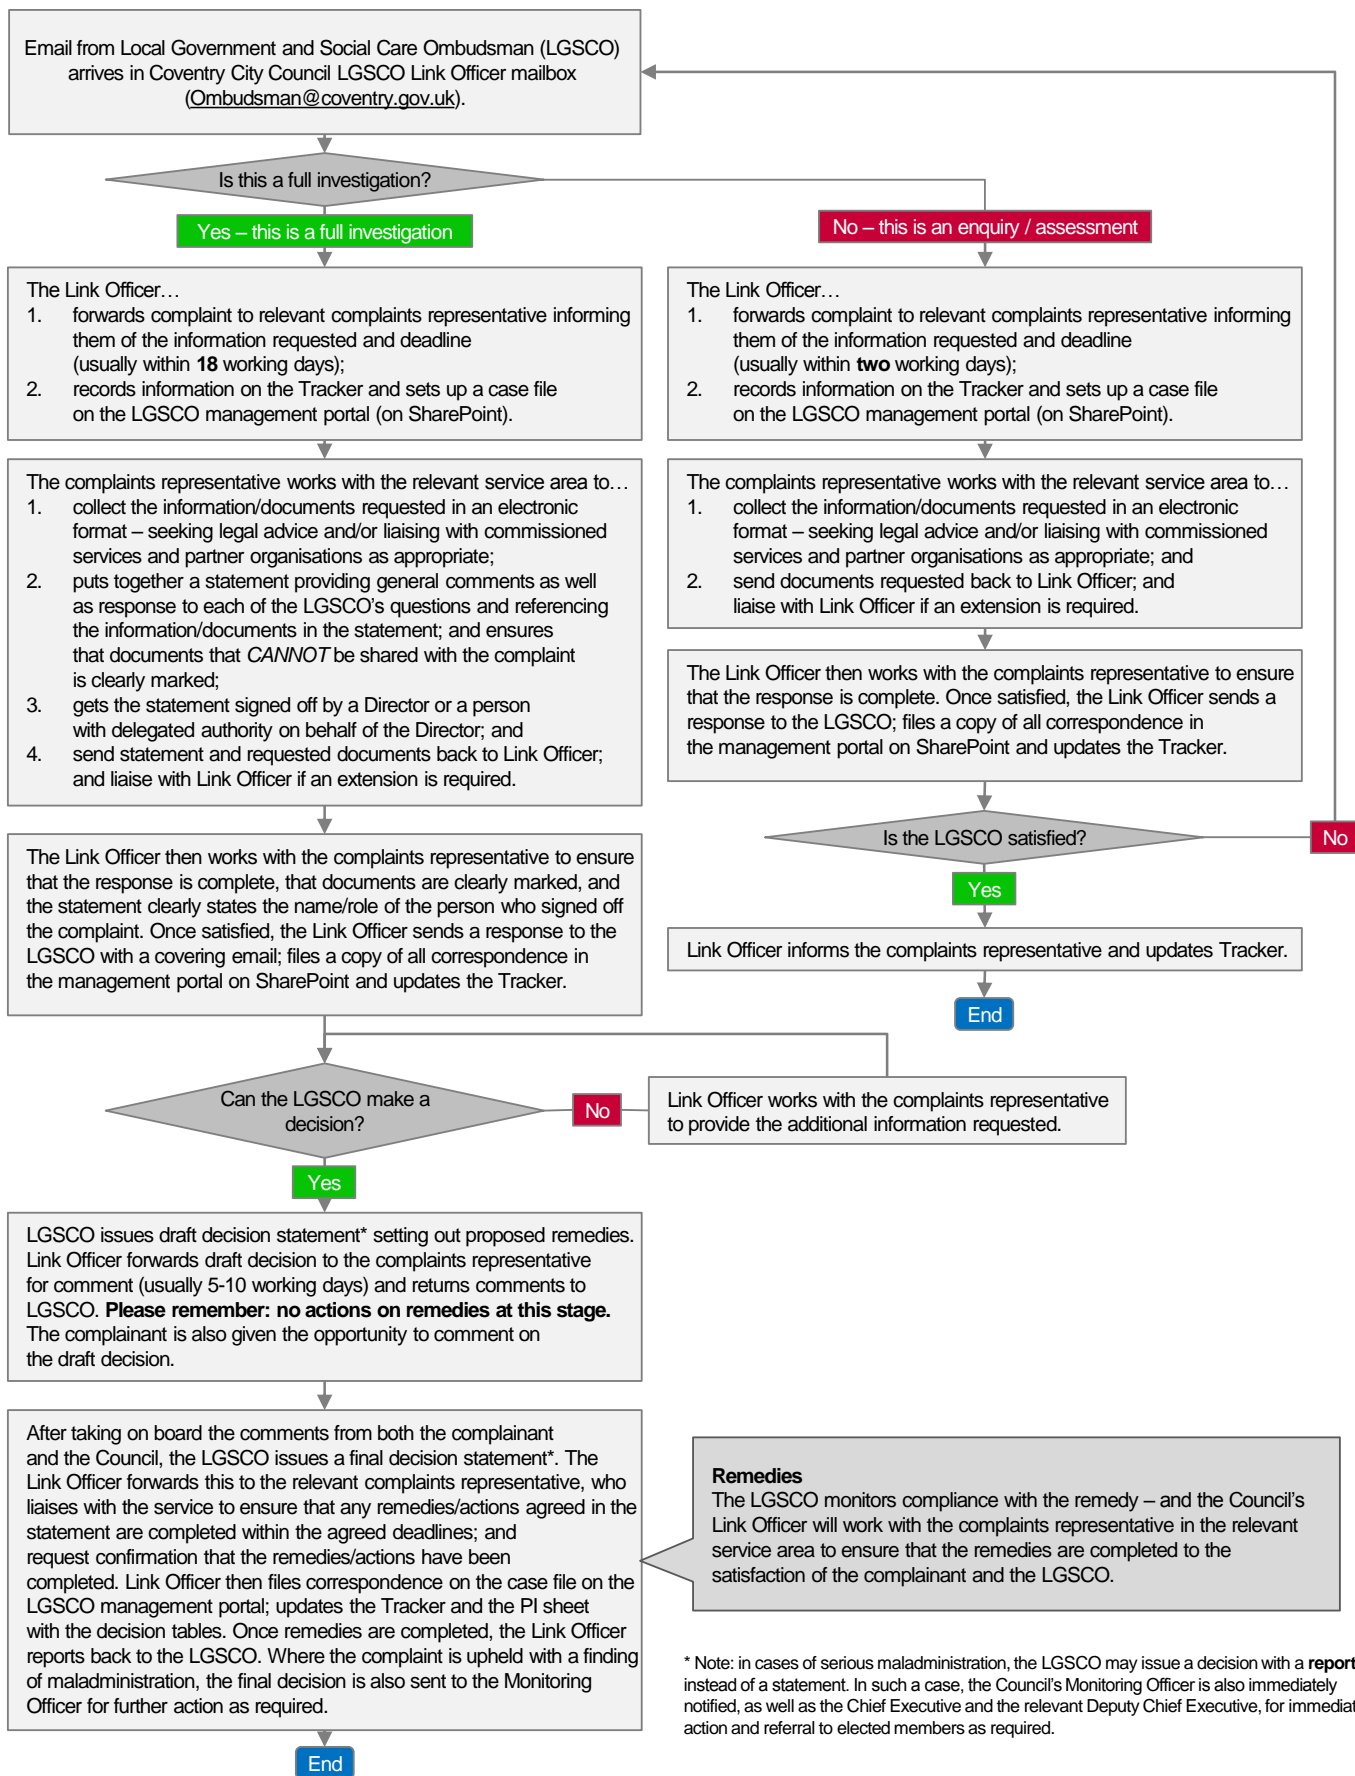 Email from Local Government and Social Care Ombudsman (LGSCO)
arrives in Coventry City Council LGSCO Link Officer mailbox
(Ombudsman@coventry.gov.uk).
Is this a full investigation?
Yes – this is a full investigation
No – this is an enquiry / assessment
The Link Officer…
1. forwards complaint to relevant complaints representative informing
them of the information requested and deadline
(usually within 18 working days);
2. records information on the Tracker and sets up a case file
on the LGSCO management portal (on SharePoint).
The Link Officer…
1. forwards complaint to relevant complaints representative informing
them of the information requested and deadline
(usually within two working days);
2. records information on the Tracker and sets up a case file
on the LGSCO management portal (on SharePoint).
The complaints representative works with the relevant service area to…
1. collect the information/documents requested in an electronic
format – seeking legal advice and/or liaising with commissioned
services and partner organisations as appropriate;
2. puts together a statement providing general comments as well
as response to each of the LGSCO's questions and referencing
the information/documents in the statement; and ensures
that documents that CANNOT be shared with the complaint
is clearly marked;
3. gets the statement signed off by a Director or a person
with delegated authority on behalf of the Director; and
4. send statement and requested documents back to Link Officer;
and liaise with Link Officer if an extension is required.
The complaints representative works with the relevant service area to…
1. collect the information/documents requested in an electronic
format – seeking legal advice and/or liaising with commissioned
services and partner organisations as appropriate; and
2. send documents requested back to Link Officer; and
liaise with Link Officer if an extension is required.
The Link Officer then works with the complaints representative to ensure
that the response is complete. Once satisfied, the Link Officer sends a
response to the LGSCO; files a copy of all correspondence in
the management portal on SharePoint and updates the Tracker.
Is the LGSCO satisfied?
No
Yes
Link Officer informs the complaints representative and updates Tracker.
End
The Link Officer then works with the complaints representative to ensure
that the response is complete, that documents are clearly marked, and
the statement clearly states the name/role of the person who signed off
the complaint. Once satisfied, the Link Officer sends a response to the
LGSCO with a covering email; files a copy of all correspondence in
the management portal on SharePoint and updates the Tracker.
Can the LGSCO make a
decision?
No
Link Officer works with the complaints representative
to provide the additional information requested.
Yes
LGSCO issues draft decision statement* setting out proposed remedies.
Link Officer forwards draft decision to the complaints representative
for comment (usually 5-10 working days) and returns comments to
LGSCO. Please remember: no actions on remedies at this stage.
The complainant is also given the opportunity to comment on
the draft decision.
After taking on board the comments from both the complainant
and the Council, the LGSCO issues a final decision statement*. The
Link Officer forwards this to the relevant complaints representative, who
liaises with the service to ensure that any remedies/actions agreed in the
statement are completed within the agreed deadlines; and
request confirmation that the remedies/actions have been
completed. Link Officer then files correspondence on the case file on the
LGSCO management portal; updates the Tracker and the PI sheet
with the decision tables. Once remedies are completed, the Link Officer
reports back to the LGSCO. Where the complaint is upheld with a finding
of maladministration, the final decision is also sent to the Monitoring
Officer for further action as required.
End
Remedies
The LGSCO monitors compliance with the remedy – and the Council's
Link Officer will work with the complaints representative in the relevant
service area to ensure that the remedies are completed to the
satisfaction of the complainant and the LGSCO.
* Note: in cases of serious maladministration, the LGSCO may issue a decision with a report
instead of a statement. In such a case, the Council's Monitoring Officer is also immediately
notified, as well as the Chief Executive and the relevant Deputy Chief Executive, for immediat
action and referral to elected members as required.